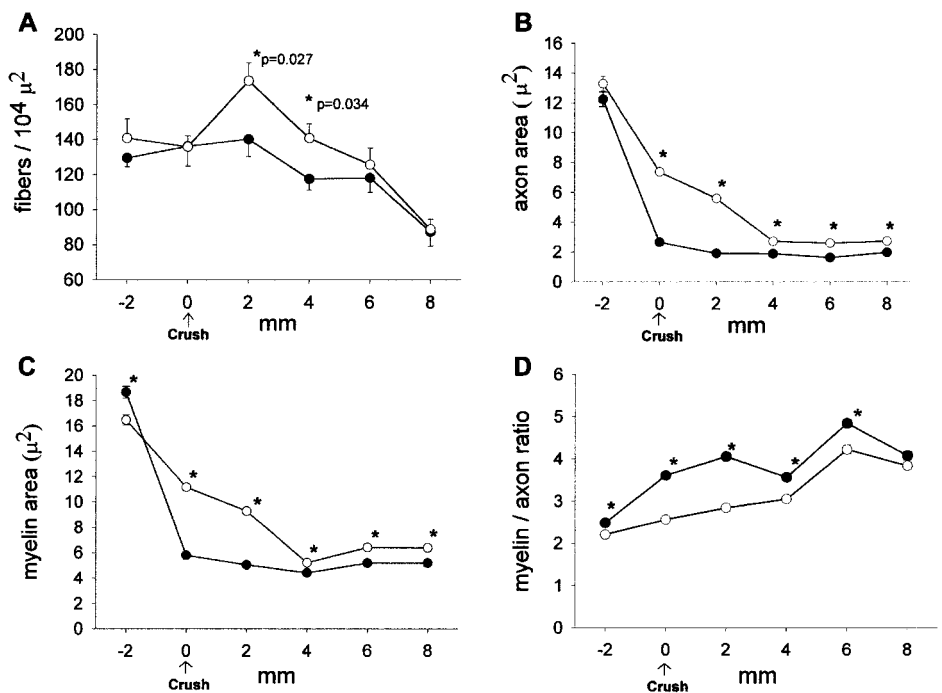 A
200
180
160
140
120
100
80
60
fibers / 10⁴ μ²
*p=0.027
* p=0.034
-2 0 2 4 6 8
↑
Crush
mm
B
16
14
12
10
8
6
4
2
0
axon area ( μ²)
* * * * *
-2 0 2 4 6 8
↑
Crush
mm
C
20
18
16
14
12
10
8
6
4
2
0
myelin area (μ²)
* * * * * *
-2 0 2 4 6 8
↑
Crush
mm
D
6
5
4
3
2
1
0
myelin / axon ratio
* * * * *
-2 0 2 4 6 8
↑
Crush
mm